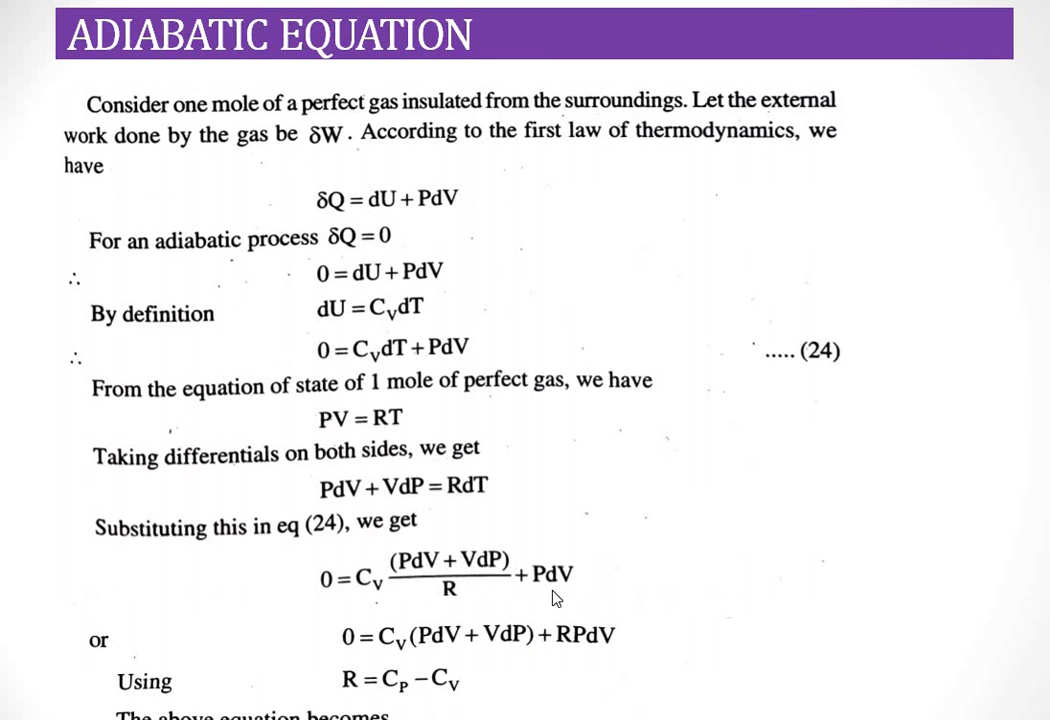 ADIABATIC EQUATION
Consider one mole of a perfect gas insulated from the surroundings. Let the external
work done by the gas be δW. According to the first law of thermodynamics, we
have
δQ = dU + PdV
For an adiabatic process δQ = 0
∴ 0 = dU + PdV
By definition dU = C_V dT
∴ 0 = C_V dT + PdV ..... (24)
From the equation of state of 1 mole of perfect gas, we have
PV = RT
Taking differentials on both sides, we get
PdV + VdP = RdT
Substituting this in eq (24), we get
0 = C_V (PdV + VdP)/R + PdV
or 0 = C_V (PdV + VdP) + RPdV
Using R = C_P − C_V
The above equation becomes